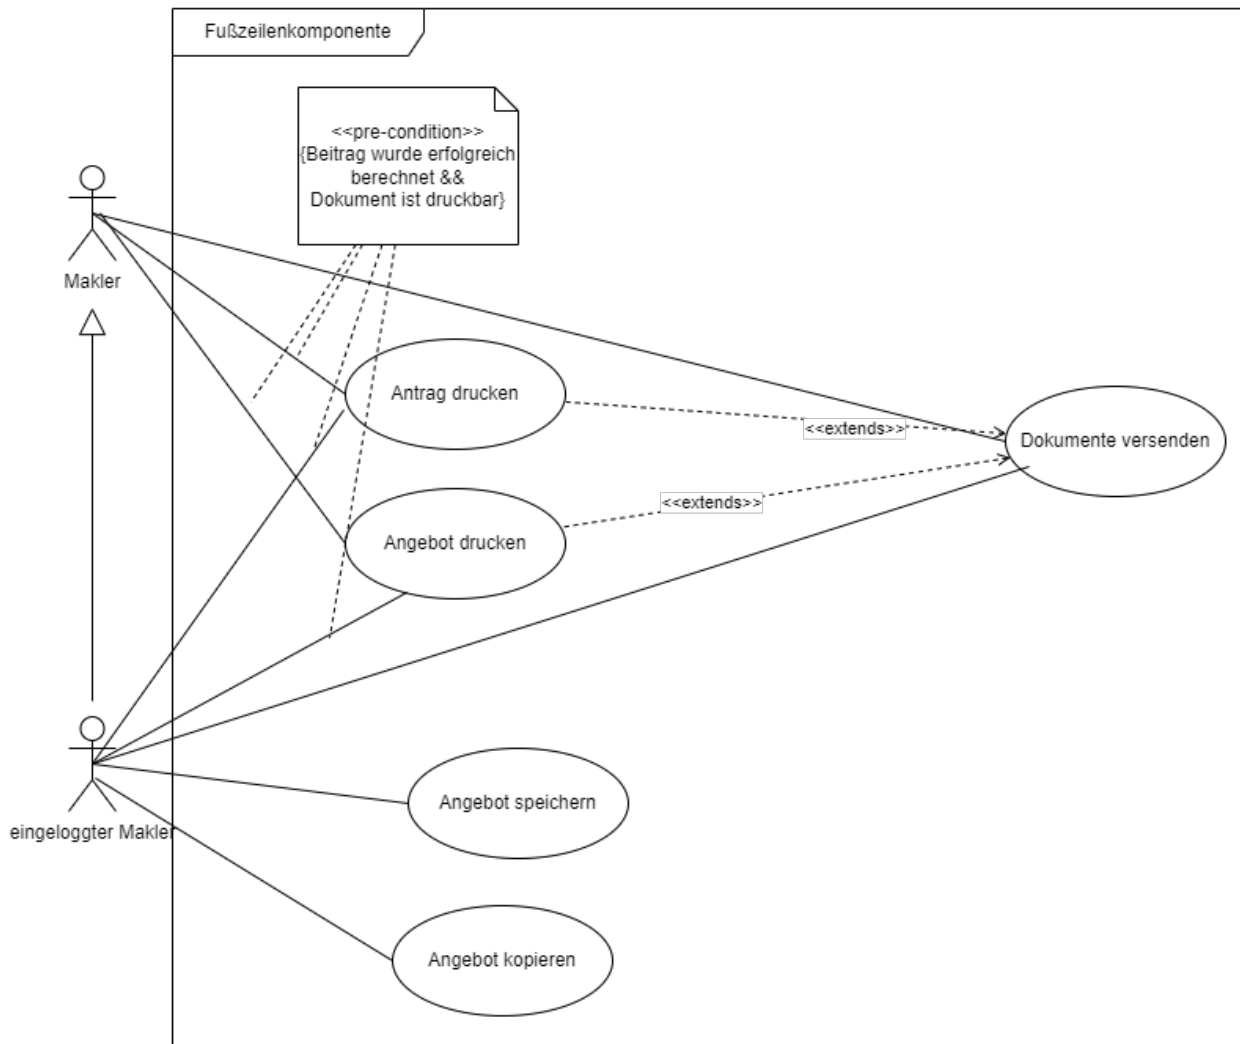 Fußzeilenkomponente
<<pre-condition>>
{Beitrag wurde erfolgreich
berechnet &&
Dokument ist druckbar}
Makler
Antrag drucken
<<extends>>
Dokumente versenden
<<extends>>
Angebot drucken
eingeloggter Makler
Angebot speichern
Angebot kopieren